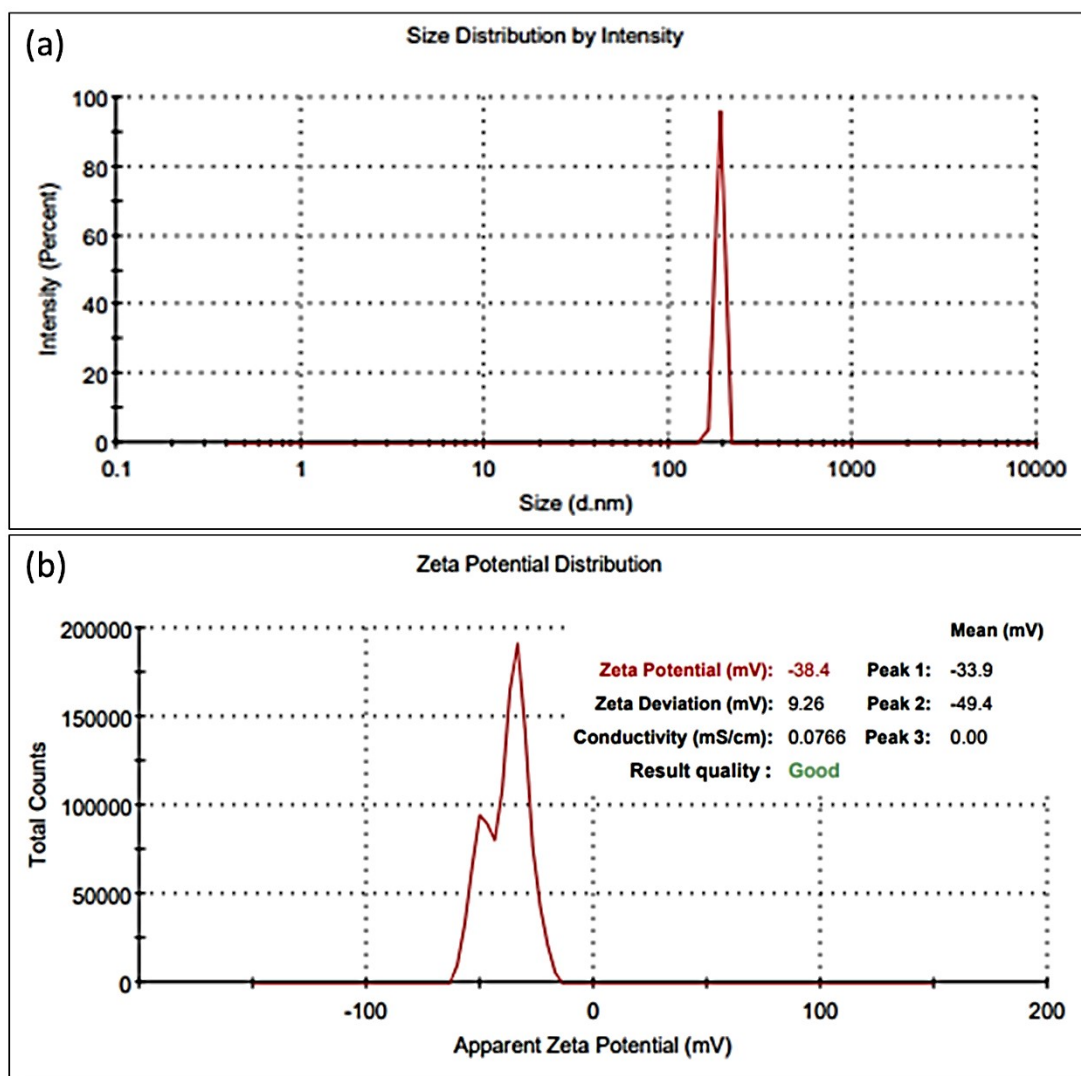 (a)
Size Distribution by Intensity
Intensity (Percent)
100
80
60
40
20
0
0.1 1 10 100 1000 10000
Size (d.nm)
(b)
Zeta Potential Distribution
Total Counts
200000
150000
100000
50000
0
Mean (mV)
Zeta Potential (mV): -38.4 Peak 1: -33.9
Zeta Deviation (mV): 9.26 Peak 2: -49.4
Conductivity (mS/cm): 0.0766 Peak 3: 0.00
Result quality : Good
-100 0 100 200
Apparent Zeta Potential (mV)